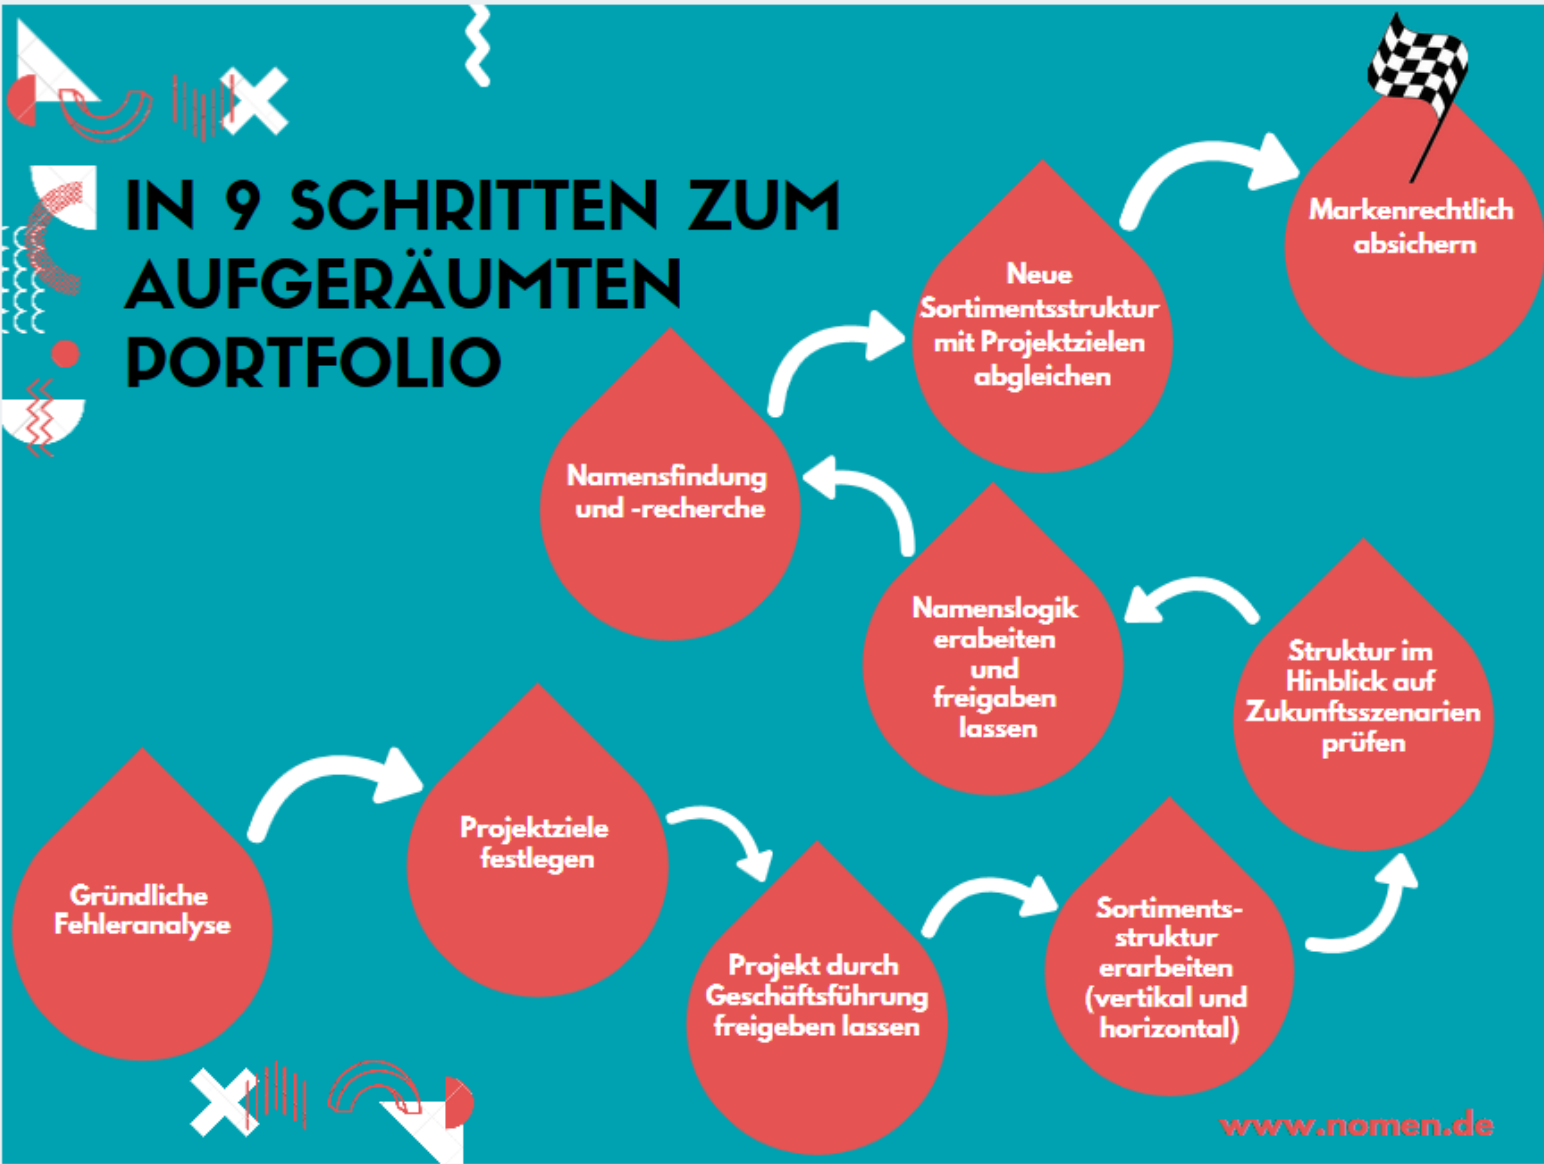 IN 9 SCHRITTEN ZUM
AUFGERÄUMTEN
PORTFOLIO
Gründliche
Fehleranalyse
Projektziele
festlegen
Projekt durch
Geschäftsführung
freigeben lassen
Sortiments-
struktur
erarbeiten
(vertikal und
horizontal)
Struktur im
Hinblick auf
Zukunftsszenarien
prüfen
Namenslogik
erabeiten
und
freigaben
lassen
Namensfindung
und -recherche
Neue
Sortimentsstruktur
mit Projektzielen
abgleichen
Markenrechtlich
absichern
www.nomen.de